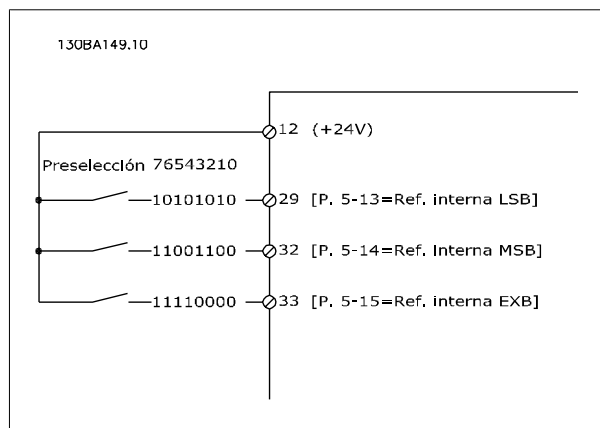 130BA149.10
12 (+24V)
Preselección 76543210
10101010 29 [P. 5-13=Ref. interna LSB]
11001100 32 [P. 5-14=Ref. Interna MSB]
11110000 33 [P. 5-15=Ref. interna EXB]